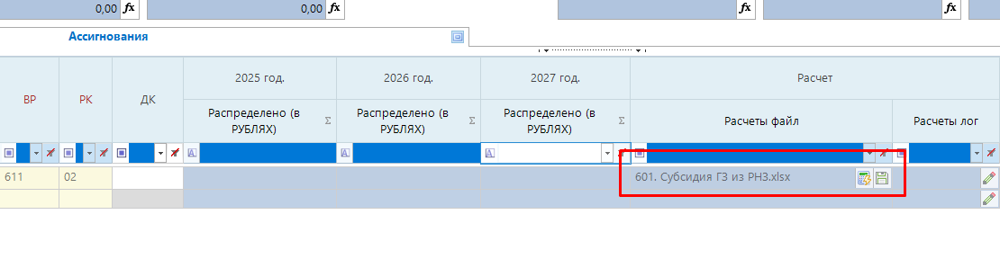 0,00 fx 0,00 fx fx fx
Ассигнования
ВР РК ДК 2025 год. 2026 год. 2027 год. Расчет
Распределено (в РУБЛЯХ) Σ Распределено (в РУБЛЯХ) Σ Распределено (в РУБЛЯХ) Σ Расчеты файл Расчеты лог
611 02 601. Субсидия ГЗ из РНЗ.xlsx